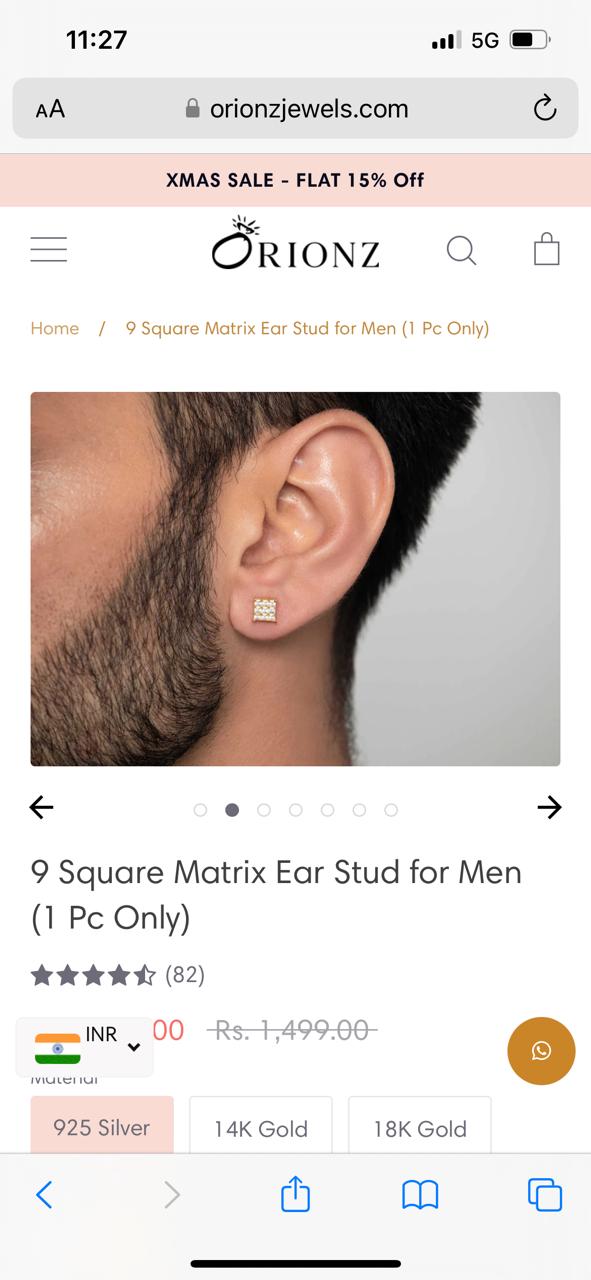 11:27
5G
AA
orionzjewels.com
XMAS SALE - FLAT 15% Off
ORIONZ
Home / 9 Square Matrix Ear Stud for Men (1 Pc Only)
9 Square Matrix Ear Stud for Men
(1 Pc Only)
(82)
INR
00 Rs. 1,499.00
Material
925 Silver
14K Gold
18K Gold